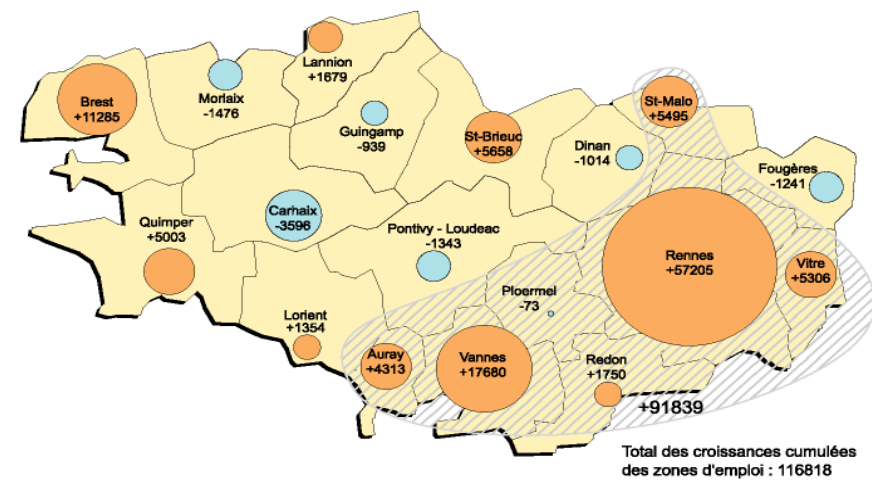 Lannion
+1679
Brest
+11285
Morlaix
-1476
Guingamp
-939
St-Brieuc
+5658
St-Malo
+5495
Dinan
-1014
Fougères
-1241
Carhaix
-3596
Quimper
+5003
Pontivy - Loudeac
-1343
Rennes
+57205
Vitre
+5306
Ploermel
-73
Lorient
+1354
Auray
+4313
Vannes
+17680
Redon
+1750
+91839
Total des croissances cumulées
des zones d'emploi : 116818